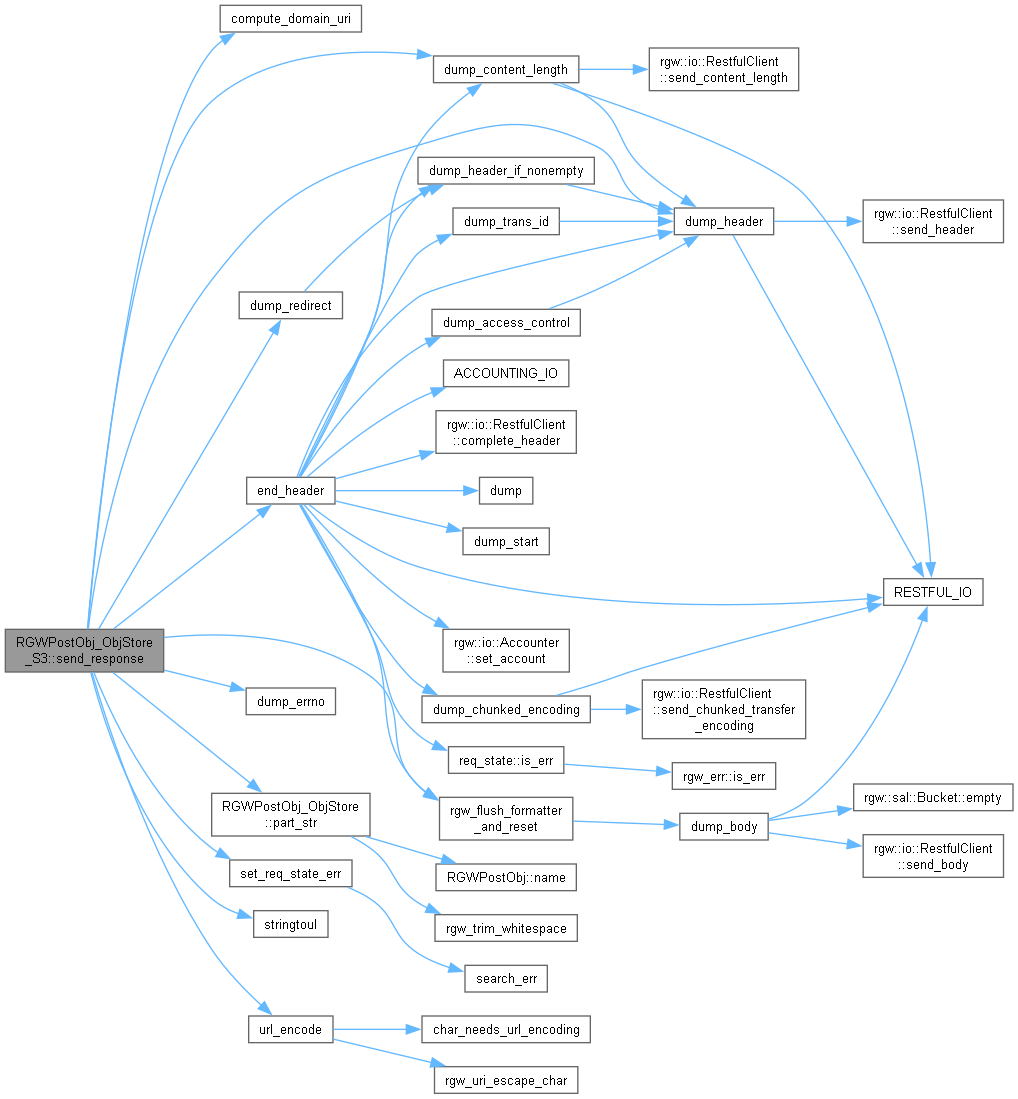 compute_domain_uri
dump_content_length
rgw::io::RestfulClient
::send_content_length
dump_header_if_nonempty
dump_trans_id
dump_header
rgw::io::RestfulClient
::send_header
dump_redirect
dump_access_control
ACCOUNTING_IO
rgw::io::RestfulClient
::complete_header
end_header
dump
dump_start
RESTFUL_IO
RGWPostObj_ObjStore
_S3::send_response
rgw::io::Accounter
::set_account
dump_errno
dump_chunked_encoding
rgw::io::RestfulClient
::send_chunked_transfer
_encoding
req_state::is_err
rgw_err::is_err
RGWPostObj_ObjStore
::part_str
rgw_flush_formatter
_and_reset
dump_body
rgw::sal::Bucket::empty
rgw::io::RestfulClient
::send_body
set_req_state_err
RGWPostObj::name
stringtoul
rgw_trim_whitespace
search_err
url_encode
char_needs_url_encoding
rgw_uri_escape_char